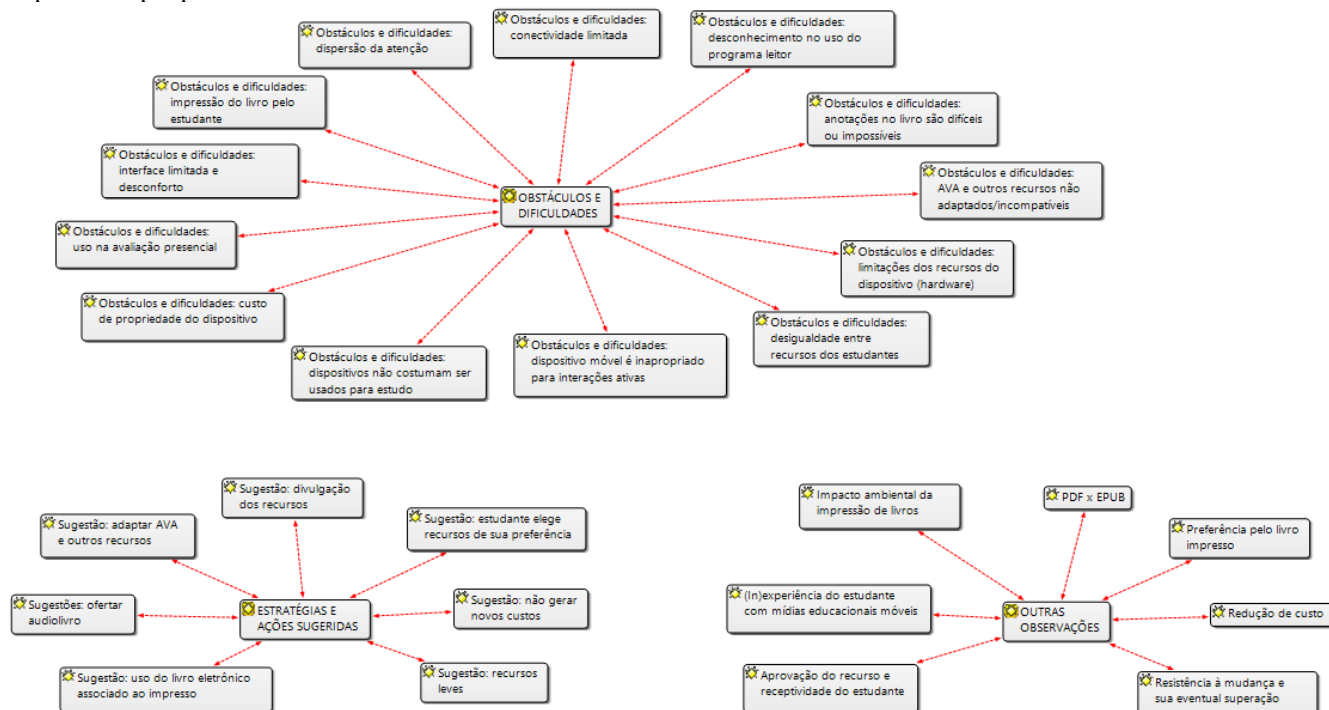 Obstáculos e dificuldades:
conectividade limitada
Obstáculos e dificuldades:
desconhecimento no uso do
programa leitor
Obstáculos e dificuldades:
dispersão da atenção
Obstáculos e dificuldades:
impressão do livro pelo
estudante
Obstáculos e dificuldades:
anotações no livro são difíceis
ou impossíveis
Obstáculos e dificuldades:
interface limitada e
desconforto
Obstáculos e dificuldades:
AVA e outros recursos não
adaptados/incompatíveis
OBSTÁCULOS E
DIFICULDADES
Obstáculos e dificuldades:
uso na avaliação presencial
Obstáculos e dificuldades:
limitações dos recursos do
dispositivo (hardware)
Obstáculos e dificuldades: custo
de propriedade do dispositivo
Obstáculos e dificuldades:
desigualdade entre
recursos dos estudantes
Obstáculos e dificuldades:
dispositivo móvel é inapropriado
para interações ativas
Obstáculos e dificuldades:
dispositivos não costumam ser
usados para estudo
Sugestão: divulgação
dos recursos
Sugestão: adaptar AVA
e outros recursos
Sugestão: estudante elege
recursos de sua preferência
Sugestões: ofertar
audiolivro
ESTRATÉGIAS E
AÇÕES SUGERIDAS
Sugestão: não gerar
novos custos
Sugestão: uso do livro eletrônico
associado ao impresso
Sugestão: recursos
leves
Impacto ambiental da
impressão de livros
PDF x EPUB
Preferência pelo livro
impresso
(In)experiência do estudante
com mídias educacionais móveis
OUTRAS
OBSERVAÇÕES
Redução de custo
Aprovação do recurso e
receptividade do estudante
Resistência à mudança e
sua eventual superação